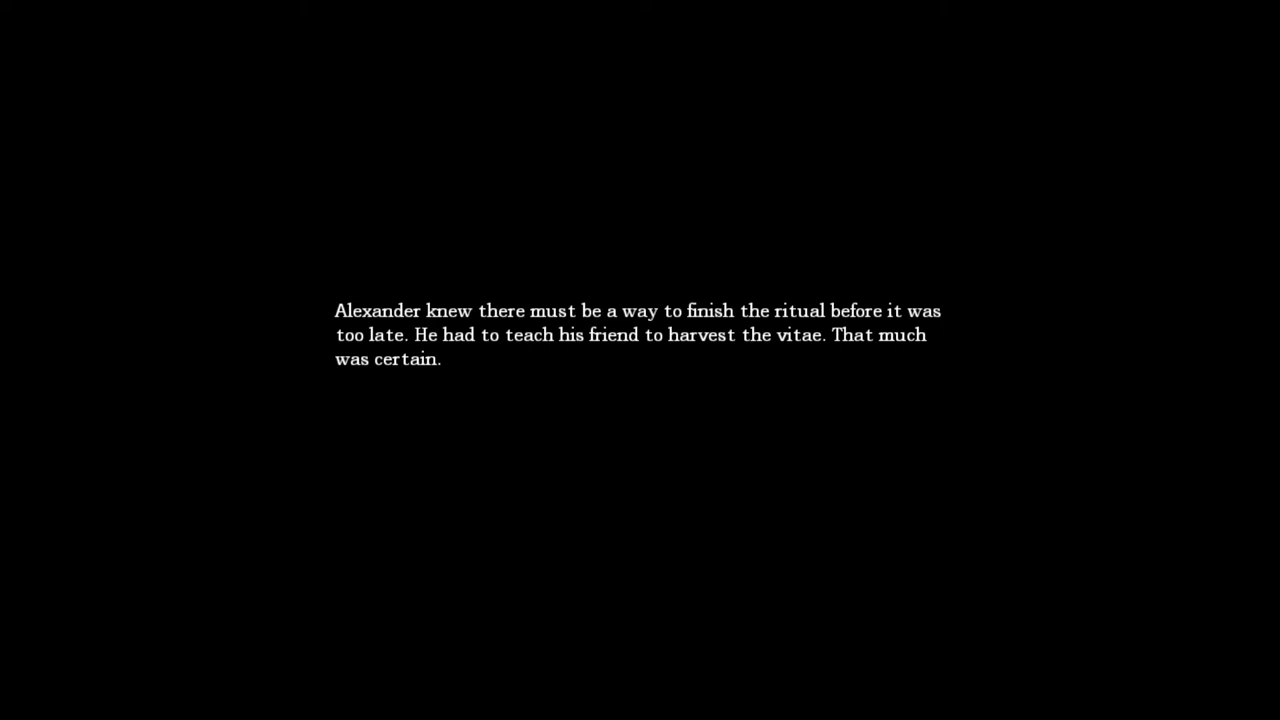 Alexander knew there must be a way to finish the ritual before it was
too late. He had to teach his friend to harvest the vitae. That much
was certain.